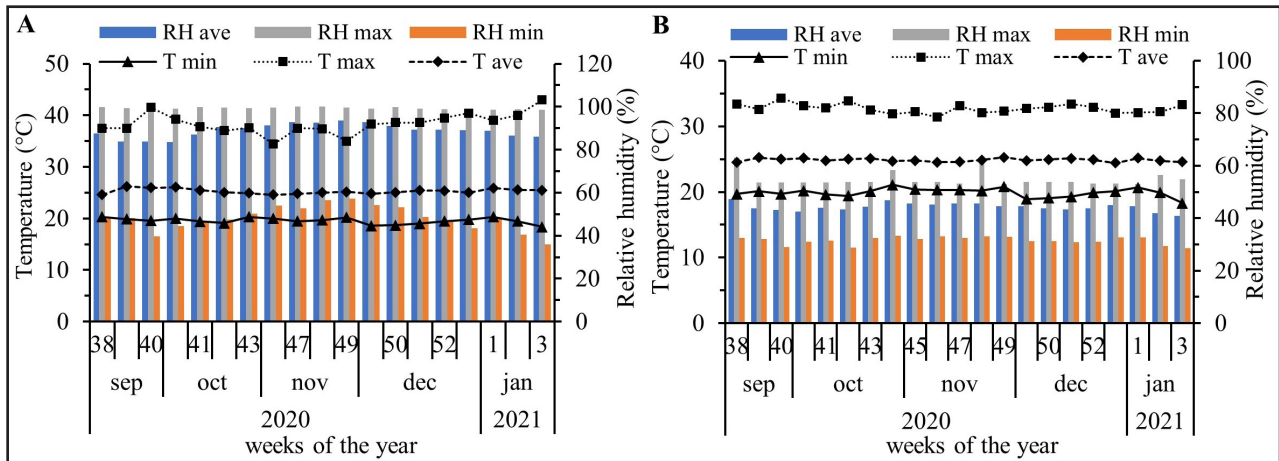 A
RH ave RH max RH min
T min T max T ave
50
40
30
20
10
0
Temperature (°C)
120
100
80
60
40
20
0
Relative humidity (%)
38 40 41 43 47 49 50 52 1 3
sep oct nov dec jan
2020 2021
weeks of the year
B
RH ave RH max RH min
T min T max T ave
40
30
20
10
0
Temperature (°C)
100
80
60
40
20
0
Relative humidity (%)
38 40 41 43 45 47 49 50 52 1 3
sep oct nov dec jan
2020 2021
weeks of the year